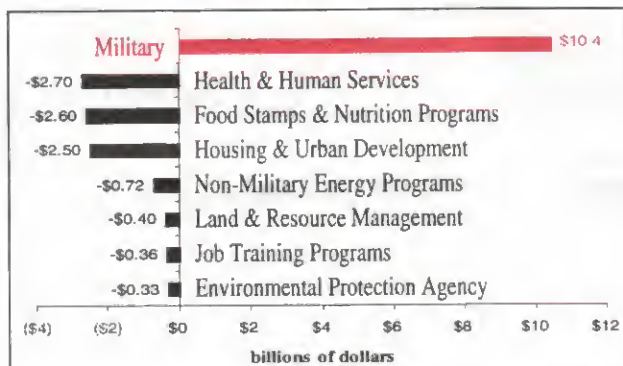 Military $10.4
-$2.70 Health & Human Services
-$2.60 Food Stamps & Nutrition Programs
-$2.50 Housing & Urban Development
-$0.72 Non-Military Energy Programs
-$0.40 Land & Resource Management
-$0.36 Job Training Programs
-$0.33 Environmental Protection Agency
($4) ($2) $0 $2 $4 $6 $8 $10 $12
billions of dollars